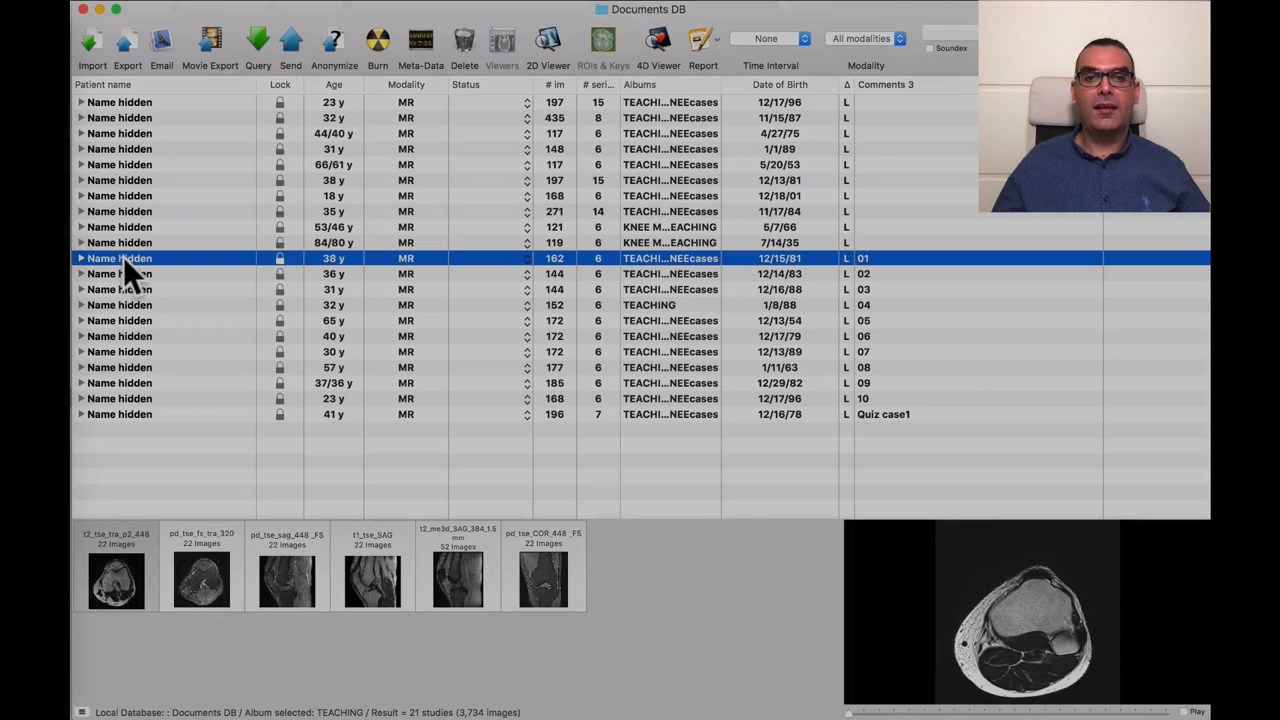 Documents DB
Import Export Email Movie Export Query Send Anonymize Burn Meta-Data Delete Viewers 2D Viewer ROIs & Keys 4D Viewer Report None Time Interval All modalities Modality Soundex
Patient name Lock Age Modality Status # im # seri... Albums Date of Birth Δ Comments 3
Name hidden 23 y MR 197 15 TEACHI...NEEcases 12/17/96 L
Name hidden 32 y MR 435 8 TEACHI...NEEcases 11/15/87 L
Name hidden 44/40 y MR 117 6 TEACHI...NEEcases 4/27/75 L
Name hidden 31 y MR 148 6 TEACHI...NEEcases 1/1/89 L
Name hidden 66/61 y MR 117 6 TEACHI...NEEcases 5/20/53 L
Name hidden 38 y MR 197 15 TEACHI...NEEcases 12/13/81 L
Name hidden 18 y MR 168 6 TEACHI...NEEcases 12/18/01 L
Name hidden 35 y MR 271 14 TEACHI...NEEcases 11/17/84 L
Name hidden 53/46 y MR 121 6 KNEE M...EACHING 5/7/66 L
Name hidden 84/80 y MR 119 6 KNEE M...EACHING 7/14/35 L
Name hidden 38 y MR 162 6 TEACHI...NEEcases 12/15/81 L 01
Name hidden 36 y MR 144 6 TEACHI...NEEcases 12/14/83 L 02
Name hidden 31 y MR 144 6 TEACHI...NEEcases 12/16/88 L 03
Name hidden 32 y MR 152 6 TEACHING 1/8/88 L 04
Name hidden 65 y MR 172 6 TEACHI...NEEcases 12/13/54 L 05
Name hidden 40 y MR 172 6 TEACHI...NEEcases 12/17/79 L 06
Name hidden 30 y MR 172 6 TEACHI...NEEcases 12/13/89 L 07
Name hidden 57 y MR 177 6 TEACHI...NEEcases 1/11/63 L 08
Name hidden 37/36 y MR 185 6 TEACHI...NEEcases 12/29/82 L 09
Name hidden 23 y MR 168 6 TEACHI...NEEcases 12/17/96 L 10
Name hidden 41 y MR 196 7 TEACHI...NEEcases 12/16/78 L Quiz case1
t2_tse_tra_p2_448
22 Images
pd_tse_fs_tra_320
22 Images
pd_tse_sag_448 _FS
22 Images
t1_tse_SAG
22 Images
t2_me3d_SAG_384_1.5
mm
52 Images
pd_tse_COR_448 _FS
22 Images
Local Database: : Documents DB / Album selected: TEACHING / Result = 21 studies (3,734 images)
Play